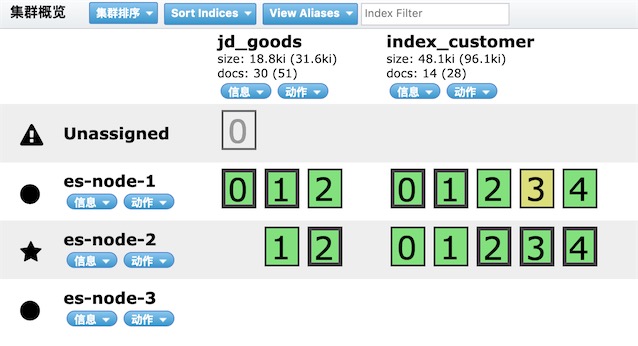 集群概览 集群排序 Sort Indices View Aliases Index Filter
jd_goods index_customer
size: 18.8ki (31.6ki) size: 48.1ki (96.1ki)
docs: 30 (51) docs: 14 (28)
信息 动作 信息 动作
Unassigned 0
es-node-1 0 1 2 0 1 2 3 4
信息 动作
es-node-2 1 2 0 1 2 3 4
信息 动作
es-node-3
信息 动作